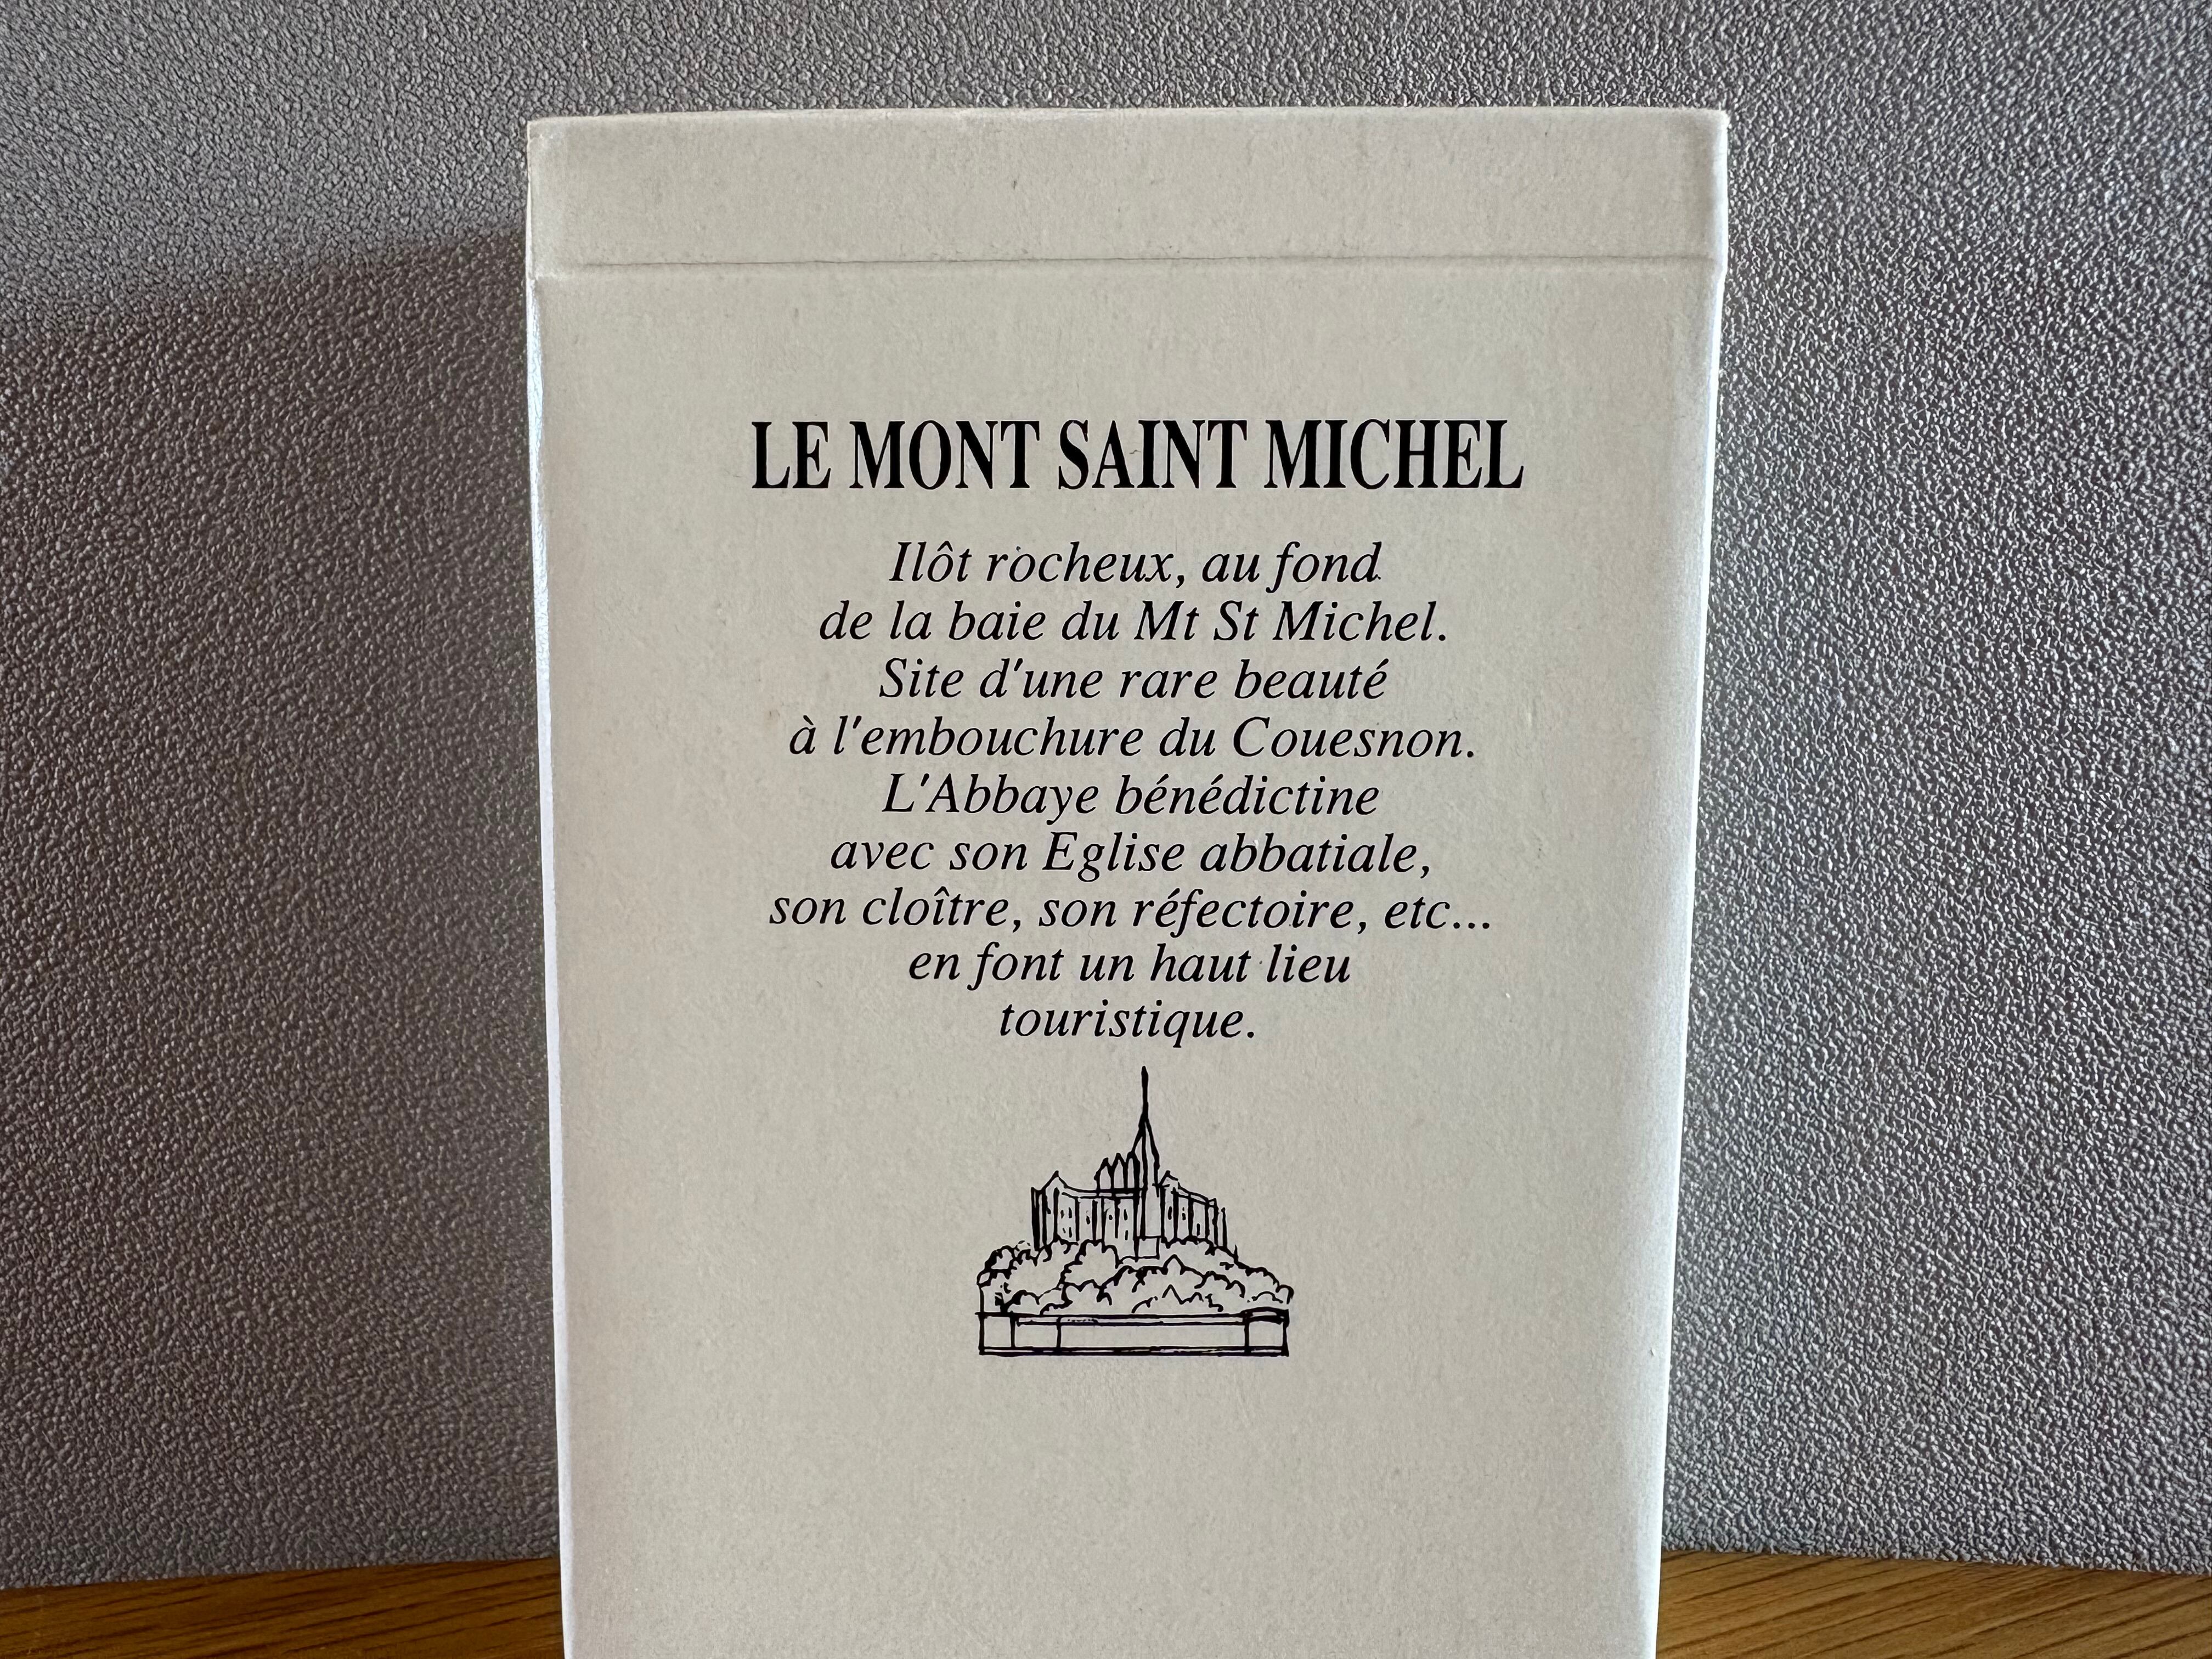 LE MONT SAINT MICHEL
Ilôt rocheux, au fond
de la baie du Mt St Michel.
Site d'une rare beauté
à l'embouchure du Couesnon.
L'Abbaye bénédictine
avec son Eglise abbatiale,
son cloître, son réfectoire, etc...
en font un haut lieu
touristique.